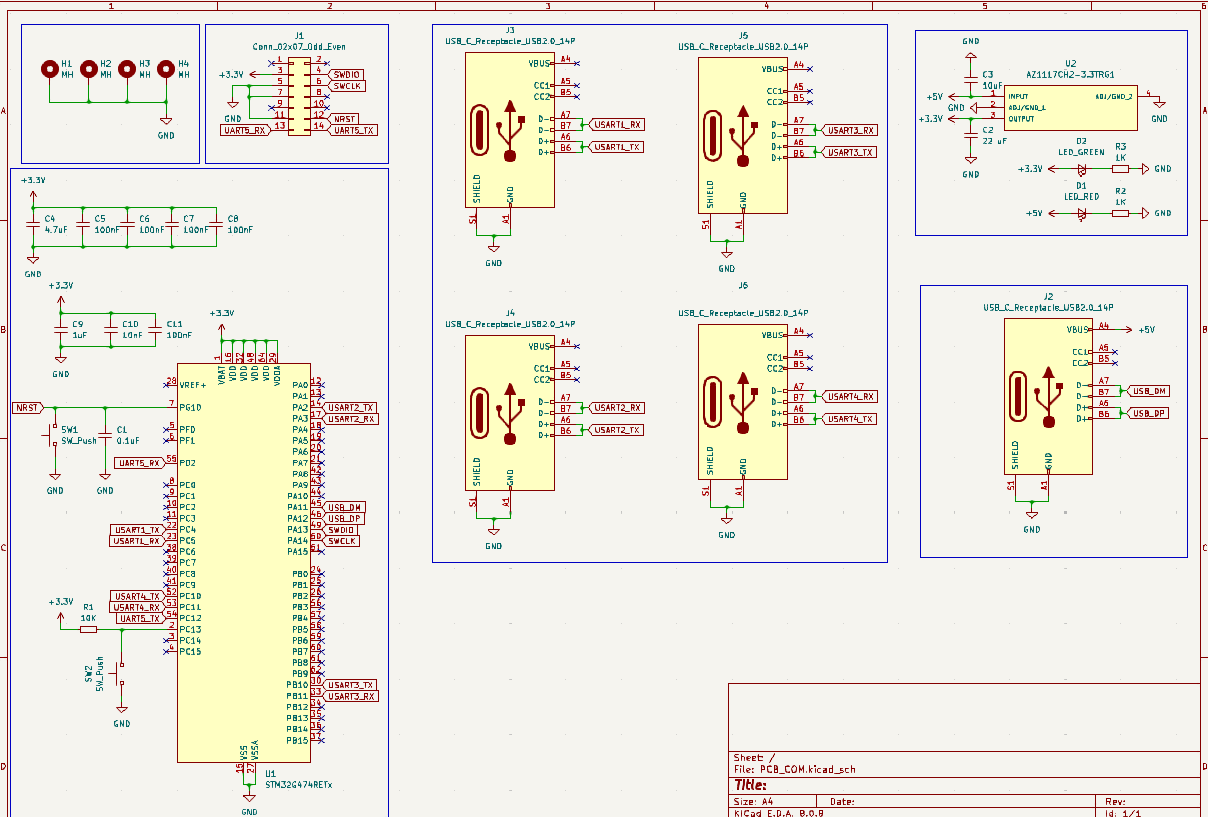 1 2 3 4 5 6
A
B
C
D
H1 MH
H2 MH
H3 MH
H4 MH
GND
J1
Conn_02x07_Odd_Even
1 2
3 4
5 6
7 8
9 10
11 12
13 14
+3.3V
GND
SWDIO
SWCLK
NRST
UART5_RX
UART5_TX
+3.3V
C4 4.7uF
C5 100nF
C6 100nF
C7 100nF
C8 100nF
GND
+3.3V
C9 1uF
C10 10nF
C11 100nF
GND
+3.3V
VBAT
VDD
VDD
VDD
VDD
VDDA
28 VREF+
NRST
7 PG10
SW1
SW_Push
C1
0.1uF
GND
GND
5 PF0
6 PF1
UART5_RX 55 PD2
8 PC0
9 PC1
10 PC2
11 PC3
USART1_TX 22 PC4
USART1_RX 23 PC5
38 PC6
39 PC7
40 PC8
41 PC9
USART4_TX 52 PC10
USART4_RX 53 PC11
UART5_TX 54 PC12
2 PC13
3 PC14
4 PC15
+3.3V
R1
10K
SW2
SW_Push
GND
PA0 12
PA1 13
PA2 14 USART2_TX
PA3 17 USART2_RX
PA4 18
PA5 19
PA6 20
PA7 21
PA8 42
PA9 43
PA10 44
PA11 45 USB_DM
PA12 46 USB_DP
PA13 49 SWDIO
PA14 50 SWCLK
PA15 51
PB0 24
PB1 25
PB2 26
PB3 56
PB4 57
PB5 58
PB6 59
PB7 60
PB8 61
PB9 62
PB10 30 USART3_TX
PB11 33 USART3_RX
PB12 34
PB13 35
PB14 36
PB15 37
VSS
VSSA
U1
STM32G474RETx
GND
J3
USB_C_Receptacle_USB2.0_14P
VBUS A4
CC1 A5
CC2 B5
D- A7
D- B7
D+ A6
D+ B6
USART1_RX
USART1_TX
SHIELD
GND
S1
A1
GND
J5
USB_C_Receptacle_USB2.0_14P
VBUS A4
CC1 A5
CC2 B5
D- A7
D- B7
D+ A6
D+ B6
USART3_RX
USART3_TX
SHIELD
GND
S1
A1
GND
J4
USB_C_Receptacle_USB2.0_14P
VBUS A4
CC1 A5
CC2 B5
D- A7
D- B7
D+ A6
D+ B6
USART2_RX
USART2_TX
SHIELD
GND
S1
A1
GND
J6
USB_C_Receptacle_USB2.0_14P
VBUS A4
CC1 A5
CC2 B5
D- A7
D- B7
D+ A6
D+ B6
USART4_RX
USART4_TX
SHIELD
GND
S1
A1
GND
GND
C3
10uF
+5V
GND
+3.3V
C2
22 uF
GND
U2
AZ1117CH2-3.3TRG1
1 INPUT
2 ADJ/GND_1
3 OUTPUT
ADJ/GND_2 4
GND
D2
LED_GREEN
R3
1K
+3.3V
GND
D1
LED_RED
R2
1K
+5V
GND
J2
USB_C_Receptacle_USB2.0_14P
VBUS A4 +5V
CC1 A5
CC2 B5
D- A7
D- B7
D+ A6
D+ B6
USB_DM
USB_DP
SHIELD
GND
S1
A1
GND
Sheet: /
File: PCB_COM.kicad_sch
Title:
Size: A4 Date: Rev:
KiCad E.D.A. 8.0.8 Id: 1/1